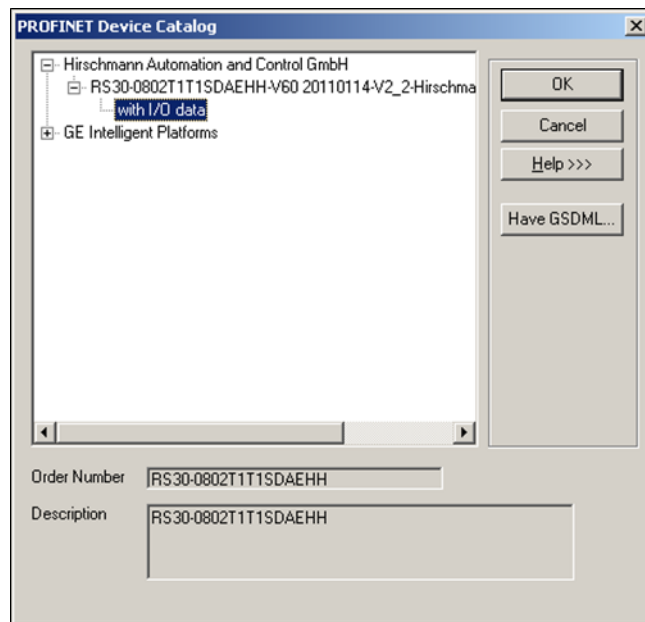 PROFINET Device Catalog
Hirschmann Automation and Control GmbH
RS30-0802T1T1SDAEHH-V60 20110114-V2_2-Hirschma
with I/O data
GE Intelligent Platforms
OK
Cancel
Help >>>
Have GSDML...
Order Number RS30-0802T1T1SDAEHH
Description RS30-0802T1T1SDAEHH